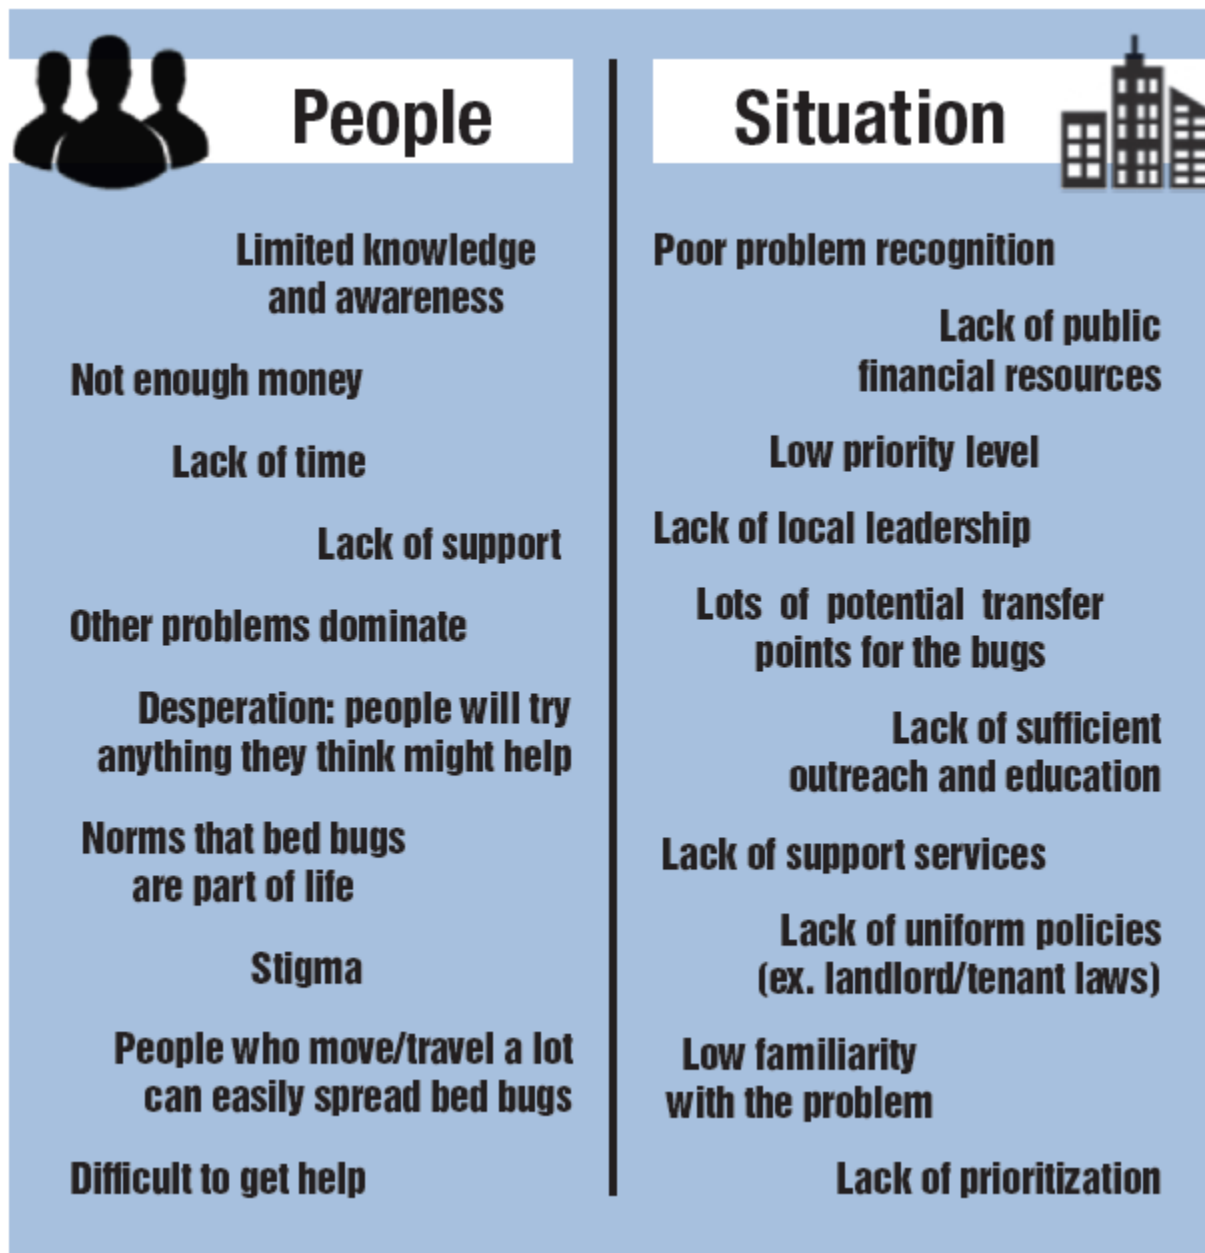 People
Limited knowledge
and awareness
Not enough money
Lack of time
Lack of support
Other problems dominate
Desperation: people will try
anything they think might help
Norms that bed bugs
are part of life
Stigma
People who move/travel a lot
can easily spread bed bugs
Difficult to get help
Situation
Poor problem recognition
Lack of public
financial resources
Low priority level
Lack of local leadership
Lots of potential transfer
points for the bugs
Lack of sufficient
outreach and education
Lack of support services
Lack of uniform policies
(ex. landlord/tenant laws)
Low familiarity
with the problem
Lack of prioritization